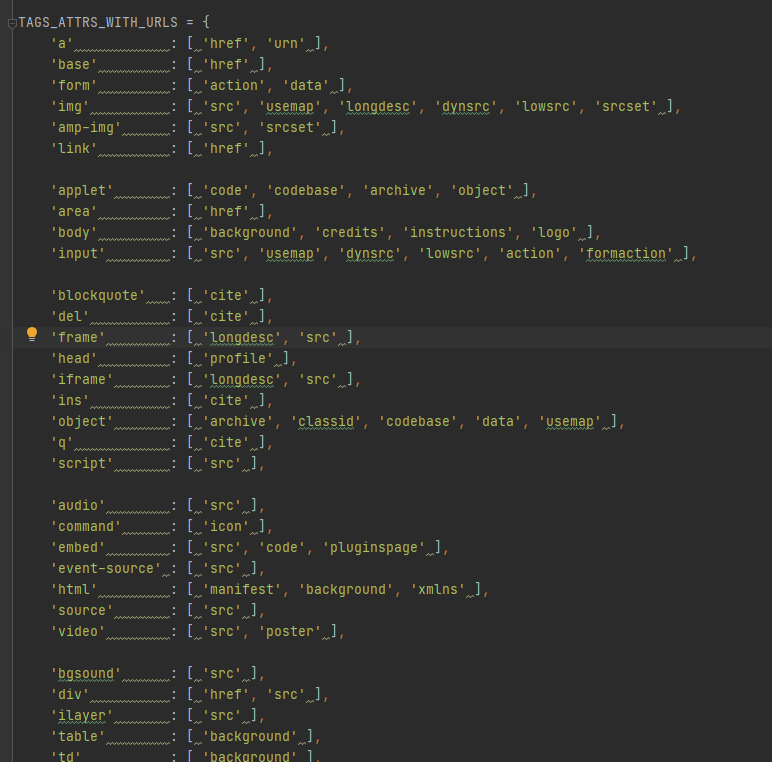 TAGS_ATTRS_WITH_URLS = {
    'a'            : [ 'href', 'urn' ],
    'base'         : [ 'href' ],
    'form'         : [ 'action', 'data' ],
    'img'          : [ 'src', 'usemap', 'longdesc', 'dynsrc', 'lowsrc', 'srcset' ],
    'amp-img'      : [ 'src', 'srcset' ],
    'link'         : [ 'href' ],

    'applet'       : [ 'code', 'codebase', 'archive', 'object' ],
    'area'         : [ 'href' ],
    'body'         : [ 'background', 'credits', 'instructions', 'logo' ],
    'input'        : [ 'src', 'usemap', 'dynsrc', 'lowsrc', 'action', 'formaction' ],

    'blockquote'   : [ 'cite' ],
    'del'          : [ 'cite' ],
    'frame'        : [ 'longdesc', 'src' ],
    'head'         : [ 'profile' ],
    'iframe'       : [ 'longdesc', 'src' ],
    'ins'          : [ 'cite' ],
    'object'       : [ 'archive', 'classid', 'codebase', 'data', 'usemap' ],
    'q'            : [ 'cite' ],
    'script'       : [ 'src' ],

    'audio'        : [ 'src' ],
    'command'      : [ 'icon' ],
    'embed'        : [ 'src', 'code', 'pluginspage' ],
    'event-source' : [ 'src' ],
    'html'         : [ 'manifest', 'background', 'xmlns' ],
    'source'       : [ 'src' ],
    'video'        : [ 'src', 'poster' ],

    'bgsound'      : [ 'src' ],
    'div'          : [ 'href', 'src' ],
    'ilayer'       : [ 'src' ],
    'table'        : [ 'background' ],
    'td'           : [ 'background' ],